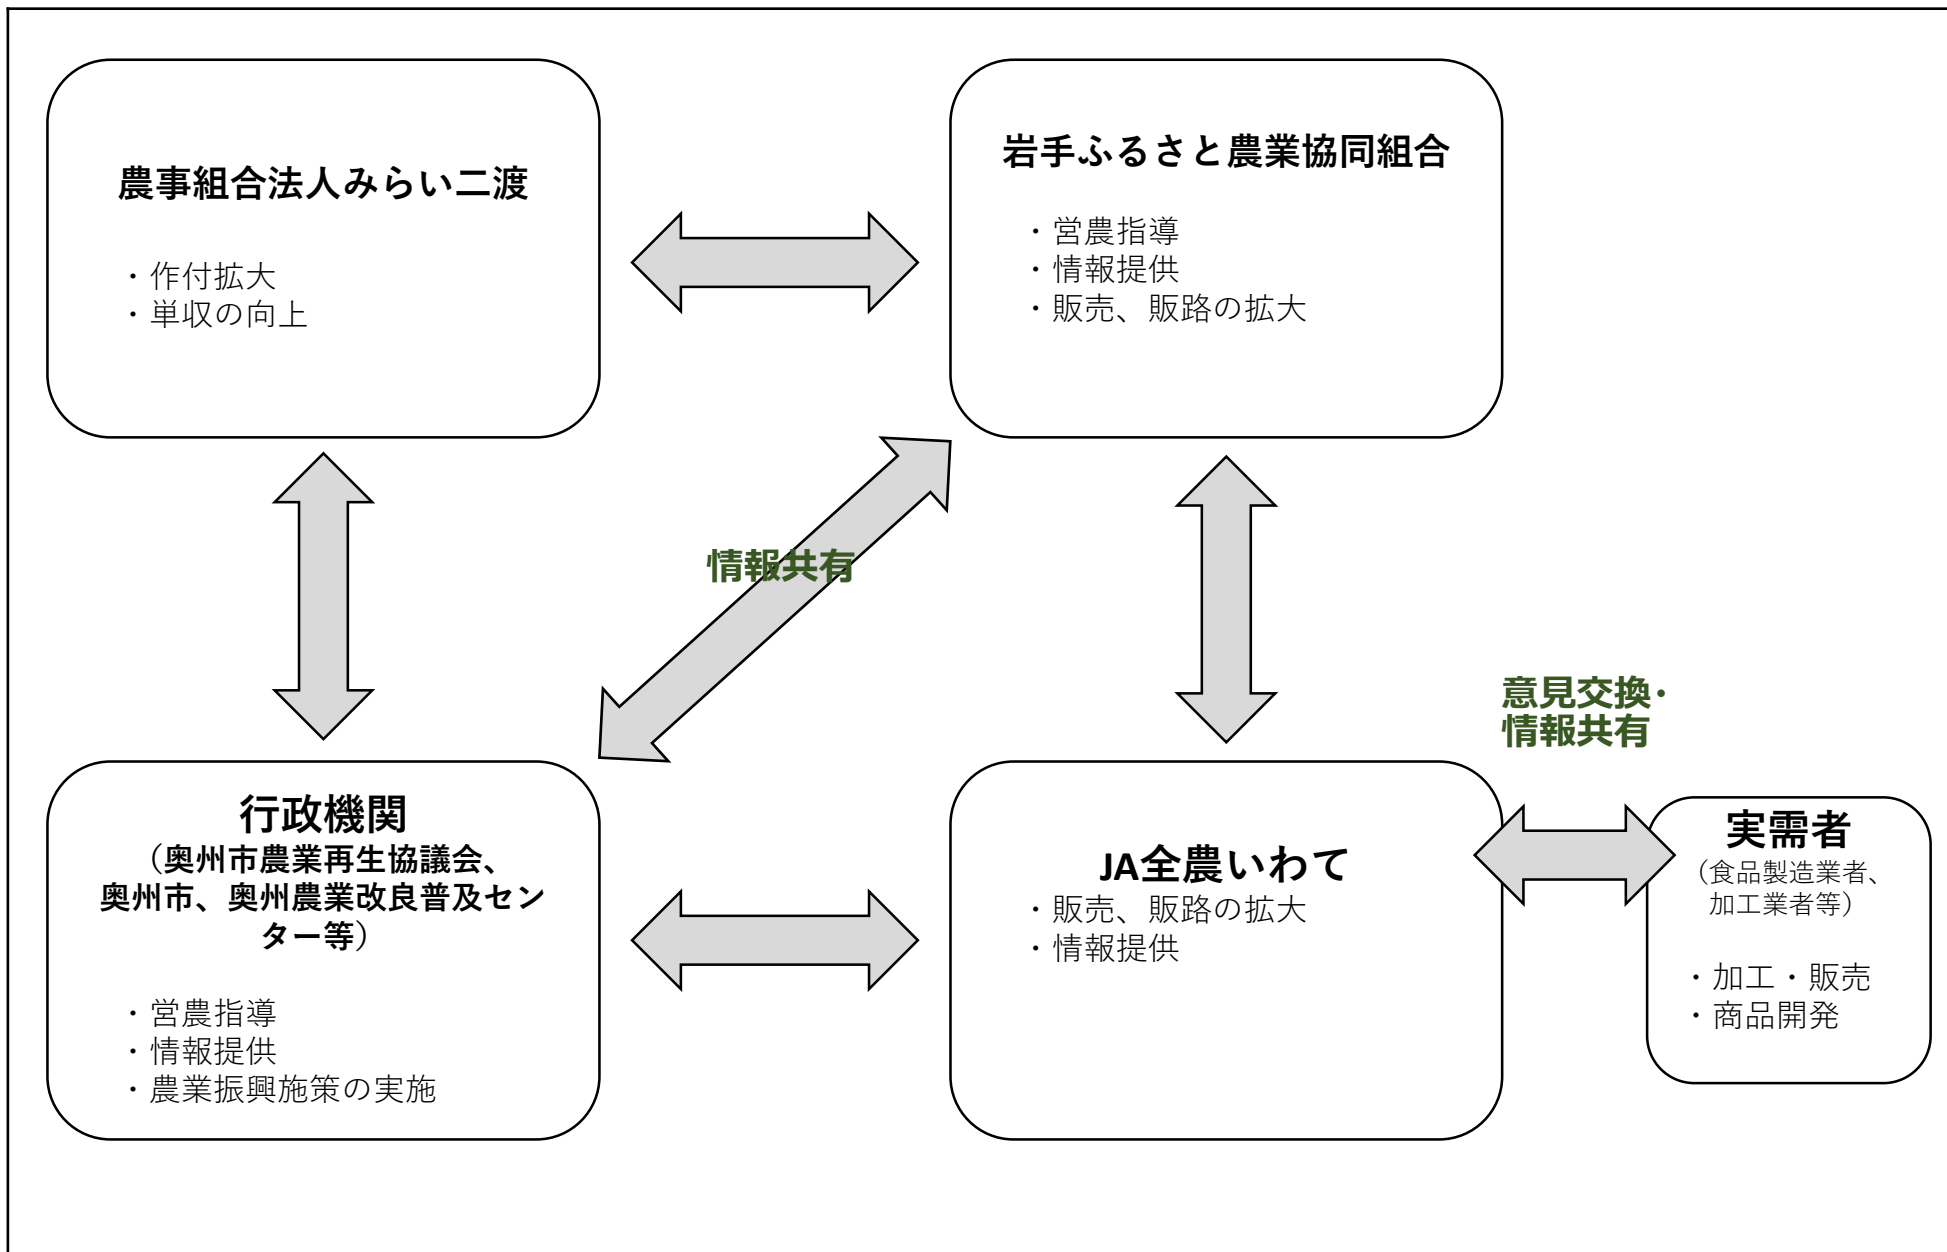 農事組合法人みらい二渡
・作付拡大
・単収の向上
岩手ふるさと農業協同組合
・営農指導
・情報提供
・販売、販路の拡大
情報共有
行政機関
（奥州市農業再生協議会、
奥州市、奥州農業改良普及セン
ター等）
・営農指導
・情報提供
・農業振興施策の実施
JA全農いわて
・販売、販路の拡大
・情報提供
意見交換・
情報共有
実需者
（食品製造業者、
加工業者等）
・加工・販売
・商品開発